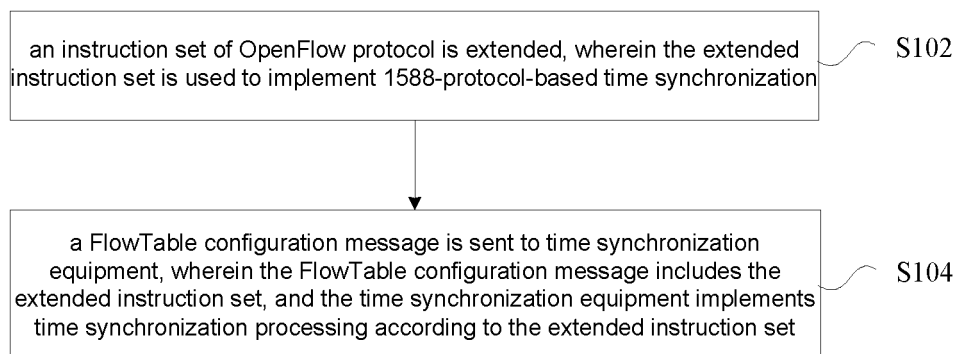 an instruction set of OpenFlow protocol is extended, wherein the extended
instruction set is used to implement 1588-protocol-based time synchronization
S102
a FlowTable configuration message is sent to time synchronization
equipment, wherein the FlowTable configuration message includes the
extended instruction set, and the time synchronization equipment implements
time synchronization processing according to the extended instruction set
S104